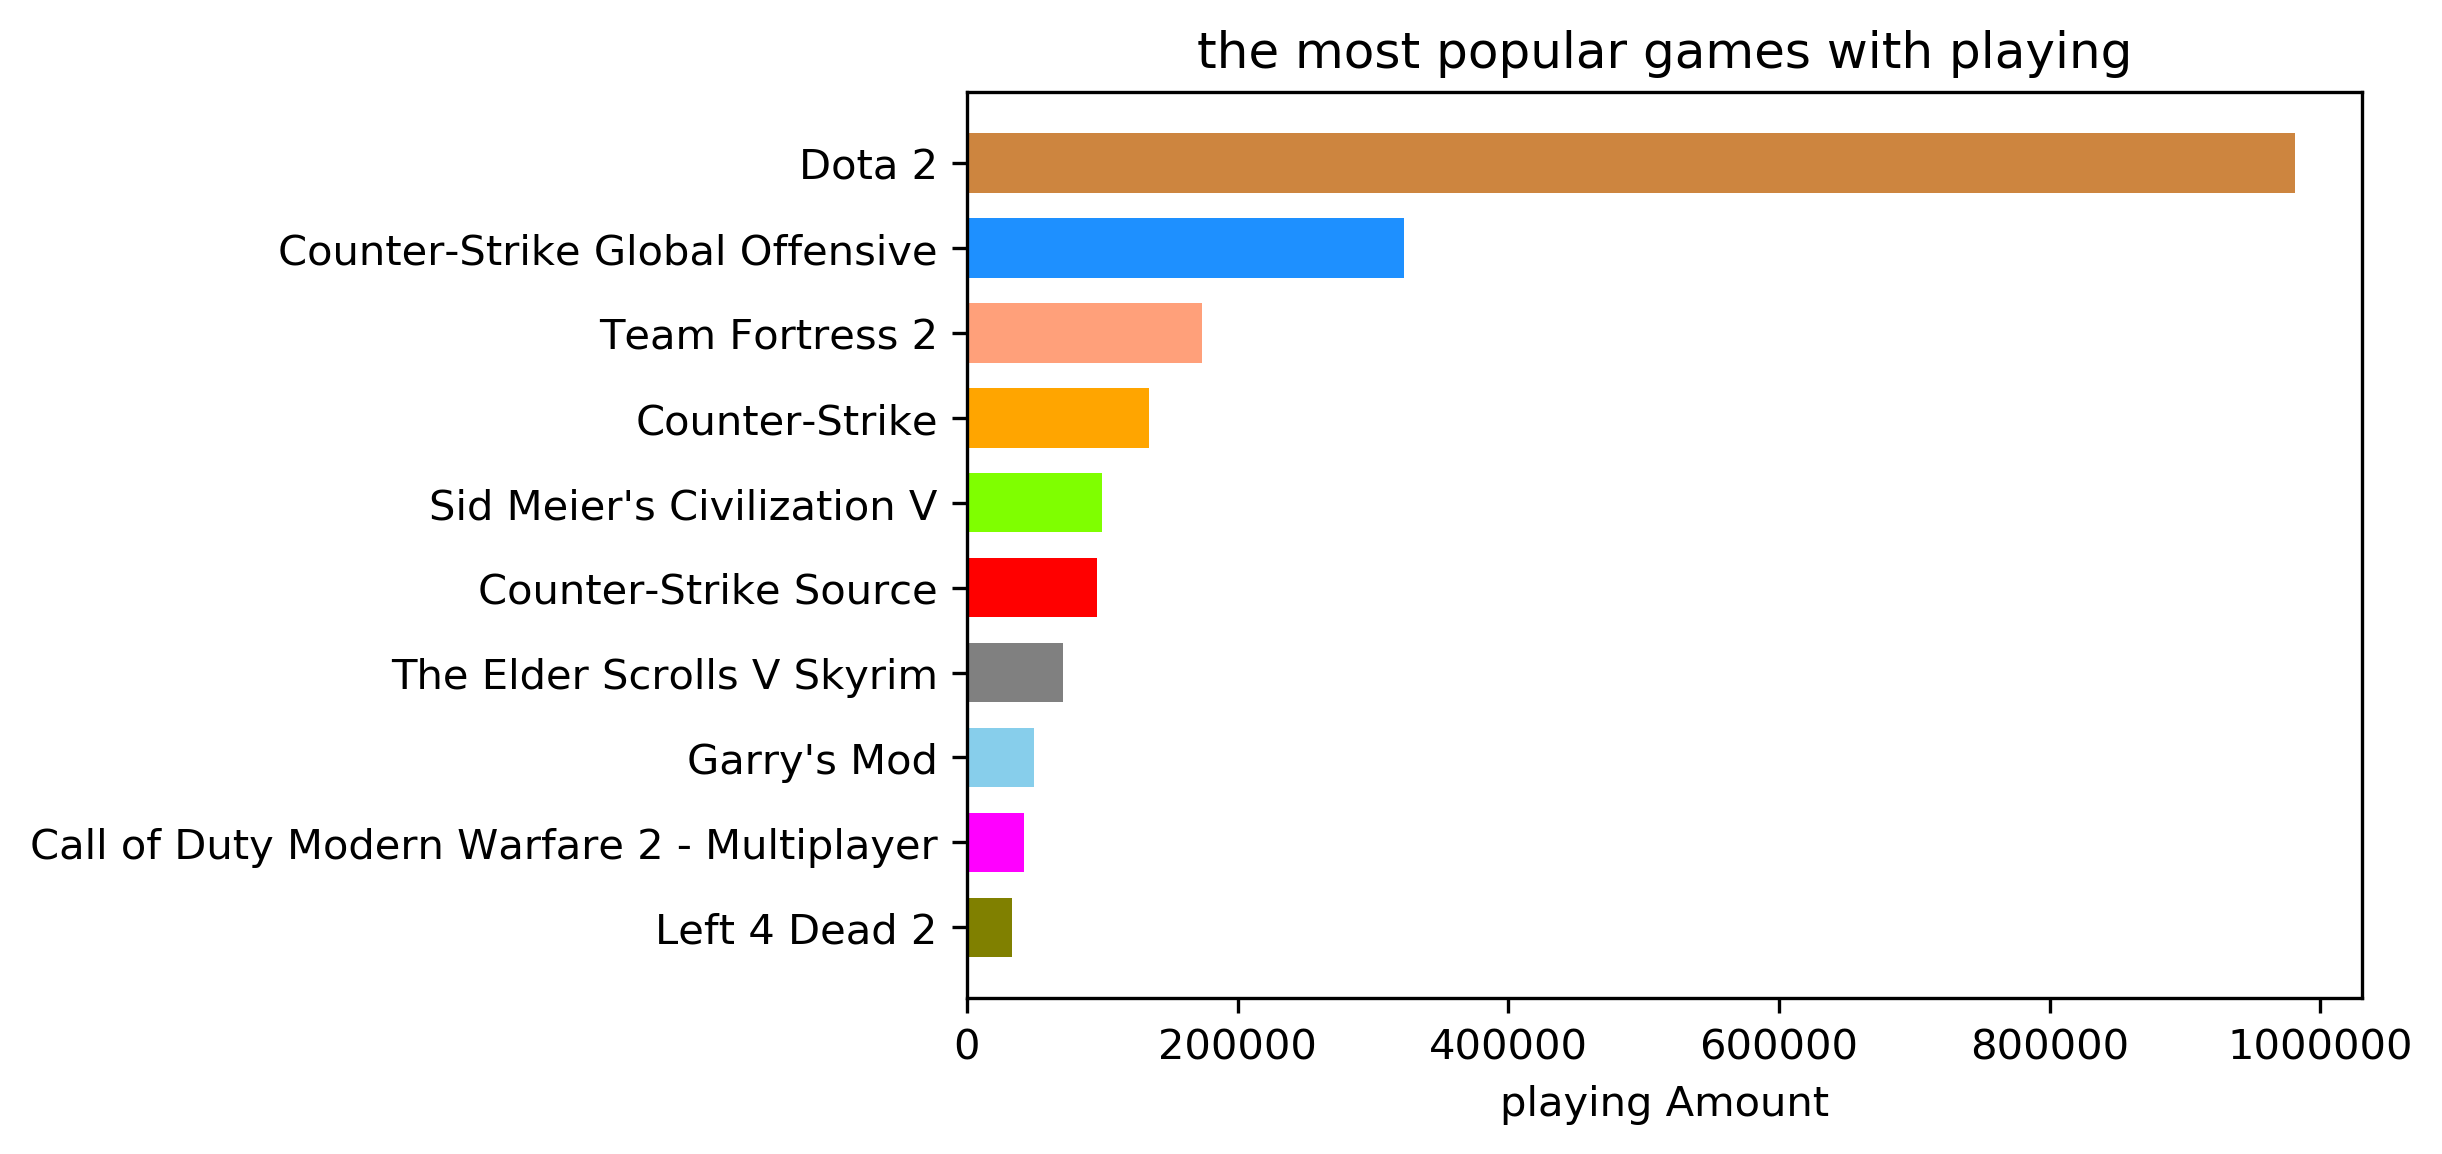 the most popular games with playing
Dota 2
Counter-Strike Global Offensive
Team Fortress 2
Counter-Strike
Sid Meier's Civilization V
Counter-Strike Source
The Elder Scrolls V Skyrim
Garry's Mod
Call of Duty Modern Warfare 2 - Multiplayer
Left 4 Dead 2
0 200000 400000 600000 800000 1000000
playing Amount